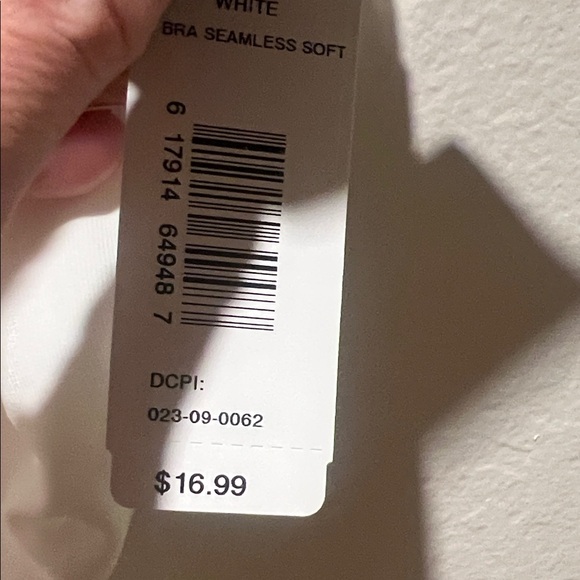 WHITE
BRA SEAMLESS SOFT
6 17914 64948 7
DCPI:
023-09-0062
$16.99